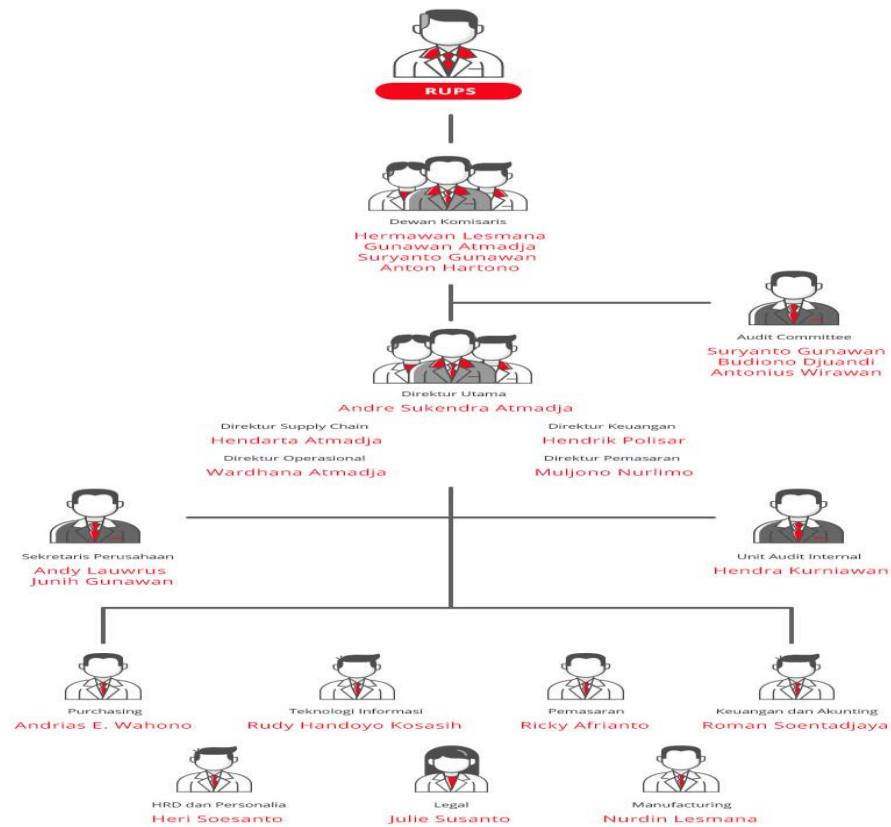 RUPS
Dewan Komisaris
Hermawan Lesmana
Gunawan Atmadja
Suryanto Gunawan
Anton Hartono
Audit Committee
Suryanto Gunawan
Budiono Djuandi
Antonius Wirawan
Direktur Utama
Andre Sukendra Atmadja
Direktur Supply Chain
Hendarta Atmadja
Direktur Keuangan
Hendrik Polisar
Direktur Operasional
Wardhana Atmadja
Direktur Pemasaran
Muljono Nurlimo
Sekretaris Perusahaan
Andy Lauwrus
Junih Gunawan
Unit Audit Internal
Hendra Kurniawan
Purchasing
Andrias E. Wahono
Teknologi Informasi
Rudy Handoyo Kosasih
Pemasaran
Ricky Afrianto
Keuangan dan Akunting
Roman Soentadjaya
HRD dan Personalia
Heri Soesanto
Legal
Julie Susanto
Manufacturing
Nurdin Lesmana